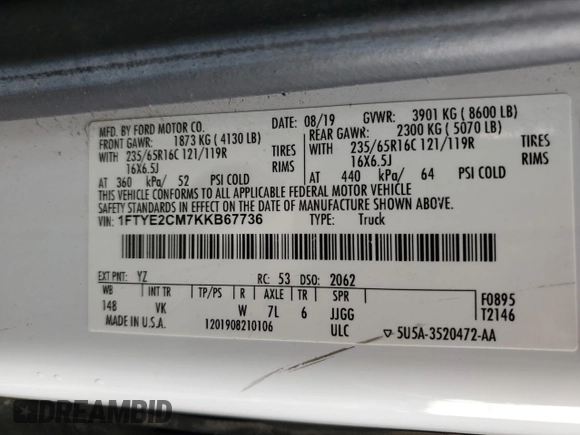 MFD. BY FORD MOTOR CO.
DATE: 08/19 GVWR: 3901 KG ( 8600 LB)
FRONT GAWR: 1873 KG ( 4130 LB)
REAR GAWR: 2300 KG ( 5070 LB)
WITH 235/65R16C 121/119R TIRES
WITH 235/65R16C 121/119R TIRES
16X6.5J RIMS
16X6.5J RIMS
AT 360 kPa/ 52 PSI COLD
AT 440 kPa/ 64 PSI COLD
THIS VEHICLE CONFORMS TO ALL APPLICABLE FEDERAL MOTOR VEHICLE
SAFETY STANDARDS IN EFFECT ON THE DATE OF MANUFACTURE SHOWN ABOVE.
VIN: 1FTYE2CM7KKB67736 TYPE: Truck
EXT PNT: YZ RC: 53 DSO: 2062
WB INT TR TP/PS R AXLE TR SPR
148 VK W 7L 6 JJGG
F0895
T2146
MADE IN U.S.A. 1201908210106 ULC
5U5A-3520472-AA
DREAMBID